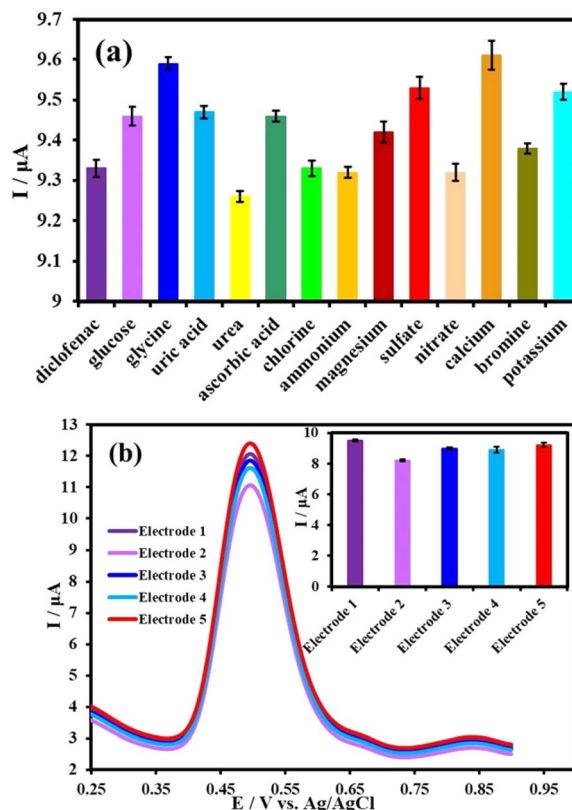 (a)
I / µA
9.7
9.6
9.5
9.4
9.3
9.2
9.1
9
diclofenac
glucose
glycine
uric acid
urea
ascorbic acid
chlorine
ammonium
magnesium
sulfate
nitrate
calcium
bromine
potassium
(b)
I / µA
13
12
11
10
9
8
7
6
5
4
3
2
Electrode 1
Electrode 2
Electrode 3
Electrode 4
Electrode 5
I / µA
10
8
6
4
2
0
Electrode 1
Electrode 2
Electrode 3
Electrode 4
Electrode 5
0.25 0.35 0.45 0.55 0.65 0.75 0.85 0.95
E / V vs. Ag/AgCl